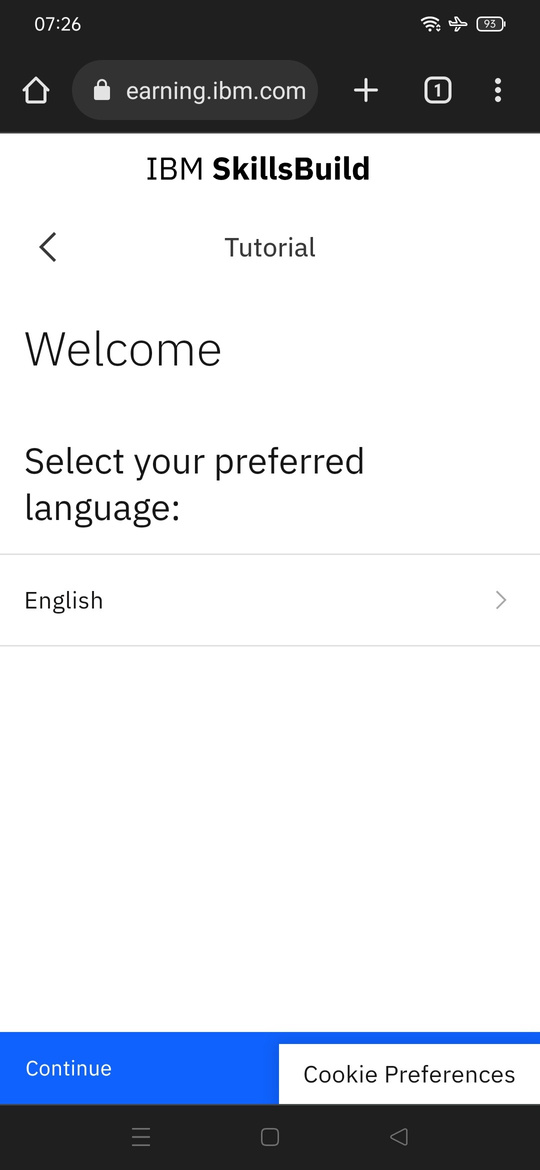 07:26
93
earning.ibm.com
1
IBM SkillsBuild
Tutorial
Welcome
Select your preferred
language:
English
Continue
Cookie Preferences